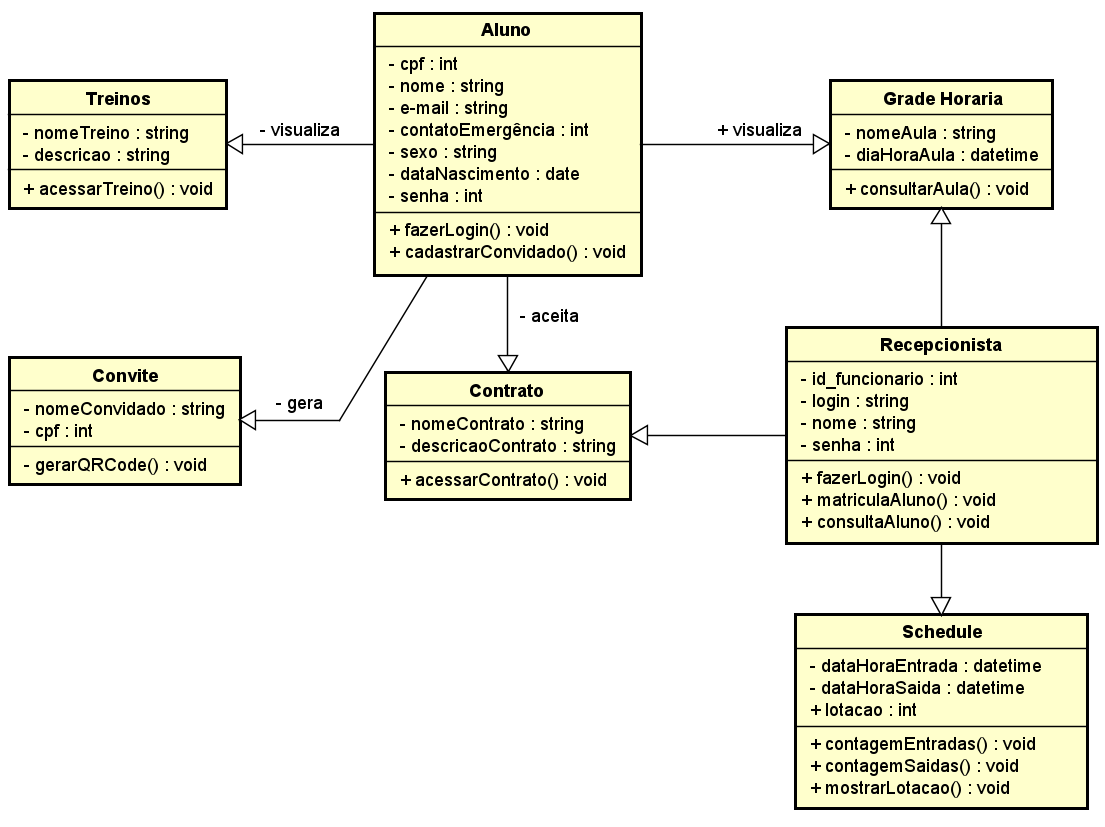 Aluno
- cpf : int
- nome : string
- e-mail : string
- contatoEmergência : int
- sexo : string
- dataNascimento : date
- senha : int
+ fazerLogin() : void
+ cadastrarConvidado() : void
Treinos
- nomeTreino : string
- descricao : string
+ acessarTreino() : void
- visualiza
+ visualiza
Grade Horaria
- nomeAula : string
- diaHoraAula : datetime
+ consultarAula() : void
- aceita
- gera
Convite
- nomeConvidado : string
- cpf : int
- gerarQRCode() : void
Contrato
- nomeContrato : string
- descricaoContrato : string
+ acessarContrato() : void
Recepcionista
- id_funcionario : int
- login : string
- nome : string
- senha : int
+ fazerLogin() : void
+ matriculaAluno() : void
+ consultaAluno() : void
Schedule
- dataHoraEntrada : datetime
- dataHoraSaida : datetime
+ lotacao : int
+ contagemEntradas() : void
+ contagemSaidas() : void
+ mostrarLotacao() : void